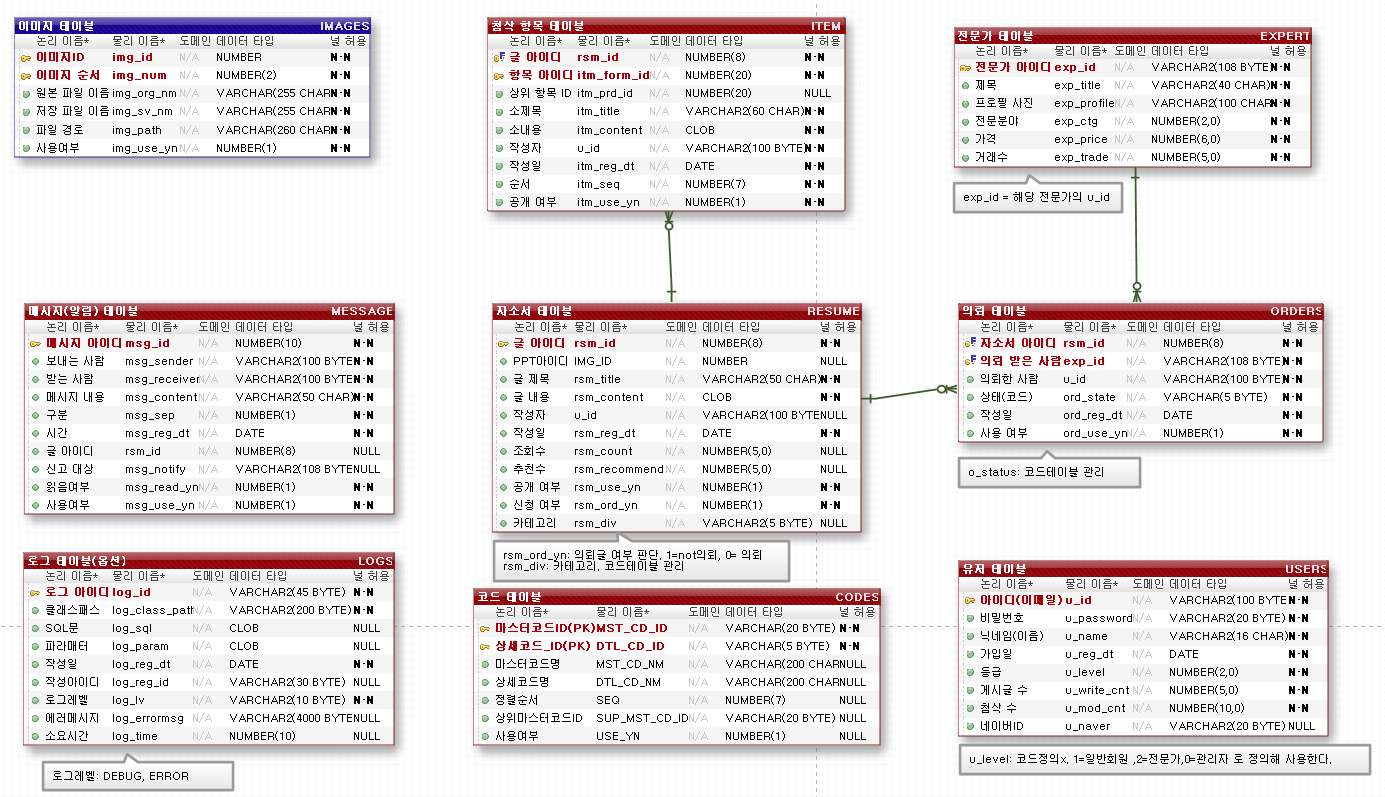 이미지 테이블 IMAGES
논리 이름* 물리 이름* 도메인 데이터 타입 널 허용
이미지ID img_id N/A NUMBER N-N
이미지 순서 img_num N/A NUMBER(2) N-N
원본 파일 이름 img_org_nm N/A VARCHAR(255 CHAR N-N
저장 파일 이름 img_sv_nm N/A VARCHAR(255 CHAR N-N
파일 경로 img_path N/A VARCHAR(260 CHAR N-N
사용여부 img_use_yn N/A NUMBER(1) N-N
첨삭 항목 테이블 ITEM
논리 이름* 물리 이름* 도메인 데이터 타입 널 허용
글 아이디 rsm_id N/A NUMBER(8) N-N
항목 아이디 itm_form_id N/A NUMBER(20) N-N
상위 항목 ID itm_prd_id N/A NUMBER(20) NULL
소제목 itm_title N/A VARCHAR2(60 CHAR) N-N
소내용 itm_content N/A CLOB N-N
작성자 u_id N/A VARCHAR2(100 BYTE N-N
작성일 itm_reg_dt N/A DATE N-N
순서 itm_seq N/A NUMBER(7) N-N
공개 여부 itm_use_yn N/A NUMBER(1) N-N
전문가 테이블 EXPERT
논리 이름* 물리 이름* 도메인 데이터 타입 널 허용
전문가 아이디 exp_id N/A VARCHAR2(108 BYTE N-N
제목 exp_title N/A VARCHAR2(40 CHAR) N-N
프로필 사진 exp_profile N/A VARCHAR2(100 CHAR N-N
전문분야 exp_ctg N/A NUMBER(2,0) N-N
가격 exp_price N/A NUMBER(6,0) N-N
거래수 exp_trade N/A NUMBER(5,0) N-N
exp_id = 해당 전문가의 u_id
메시지(알람) 테이블 MESSAGE
논리 이름* 물리 이름* 도메인 데이터 타입 널 허용
메시지 아이디 msg_id N/A NUMBER(10) N-N
보내는 사람 msg_sender N/A VARCHAR2(100 BYTE N-N
받는 사람 msg_receiver N/A VARCHAR2(100 BYTE N-N
메시지 내용 msg_content N/A VARCHAR2(50 CHAR) N-N
구분 msg_sep N/A NUMBER(1) N-N
시간 msg_reg_dt N/A DATE N-N
글 아이디 rsm_id N/A NUMBER(8) NULL
신고 대상 msg_notify N/A VARCHAR2(108 BYTE NULL
읽음여부 msg_read_yn N/A NUMBER(1) N-N
사용여부 msg_use_yn N/A NUMBER(1) N-N
자소서 테이블 RESUME
논리 이름* 물리 이름* 도메인 데이터 타입 널 허용
글 아이디 rsm_id N/A NUMBER(8) N-N
PPT아이디 IMG_ID N/A NUMBER NULL
글 제목 rsm_title N/A VARCHAR2(50 CHAR) N-N
글 내용 rsm_content N/A CLOB N-N
작성자 u_id N/A VARCHAR2(100 BYTE NULL
작성일 rsm_reg_dt N/A DATE N-N
조회수 rsm_count N/A NUMBER(5,0) N-N
추천수 rsm_recommend N/A NUMBER(5,0) N-N
공개 여부 rsm_use_yn N/A NUMBER(1) N-N
신청 여부 rsm_ord_yn N/A NUMBER(1) N-N
카테고리 rsm_div N/A VARCHAR2(5 BYTE) NULL
rsm_ord_yn: 의뢰글 여부 판단, 1=not의뢰, 0= 의뢰
rsm_div: 카테고리, 코드테이블 관리
의뢰 테이블 ORDERS
논리 이름* 물리 이름* 도메인 데이터 타입 널 허용
자소서 아이디 rsm_id N/A NUMBER(8) N-N
의뢰 받은 사람 exp_id N/A VARCHAR2(108 BYTE N-N
의뢰한 사람 u_id N/A VARCHAR2(100 BYTE N-N
상태(코드) ord_state N/A VARCHAR(5 BYTE) N-N
작성일 ord_reg_dt N/A DATE N-N
사용 여부 ord_use_yn N/A NUMBER(1) N-N
o_status: 코드테이블 관리
로그 테이블(옵션) LOGS
논리 이름* 물리 이름* 도메인 데이터 타입 널 허용
로그 아이디 log_id N/A VARCHAR2(45 BYTE) N-N
클래스패스 log_class_path N/A VARCHAR2(200 BYTE N-N
SQL문 log_sql N/A CLOB NULL
파라매터 log_param N/A CLOB NULL
작성일 log_reg_dt N/A DATE N-N
작성아이디 log_reg_id N/A VARCHAR2(30 BYTE) NULL
로그레벨 log_lv N/A VARCHAR2(10 BYTE) N-N
에러메시지 log_errormsg N/A VARCHAR2(4000 BYTE NULL
소요시간 log_time N/A NUMBER(10) NULL
로그레벨: DEBUG, ERROR
코드 테이블 CODES
논리 이름* 물리 이름* 도메인 데이터 타입 널 허용
마스터코드ID(PK) MST_CD_ID N/A VARCHAR(20 BYTE) N-N
상세코드_ID(PK) DTL_CD_ID N/A VARCHAR(5 BYTE) N-N
마스터코드명 MST_CD_NM N/A VARCHAR(200 CHAR NULL
상세코드명 DTL_CD_NM N/A VARCHAR(200 CHAR NULL
정렬순서 SEQ N/A NUMBER(7) NULL
상위마스터코드ID SUP_MST_CD_ID N/A VARCHAR(20 BYTE) NULL
사용여부 USE_YN N/A NUMBER(1) NULL
유저 테이블 USERS
논리 이름* 물리 이름* 도메인 데이터 타입 널 허용
아이디(이메일) u_id N/A VARCHAR2(100 BYTE N-N
비밀번호 u_password N/A VARCHAR2(20 BYTE) N-N
닉네임(이음) u_name N/A VARCHAR2(16 CHAR) N-N
가입일 u_reg_dt N/A DATE N-N
등급 u_level N/A NUMBER(2,0) N-N
게시글 수 u_write_cnt N/A NUMBER(5,0) N-N
첨삭 수 u_mod_cnt N/A NUMBER(10,0) N-N
네이버ID u_naver N/A VARCHAR2(20 BYTE) NULL
u_level: 코드정의x, 1=일반회원 ,2=전문가,0=관리자 로 정의해 사용한다.